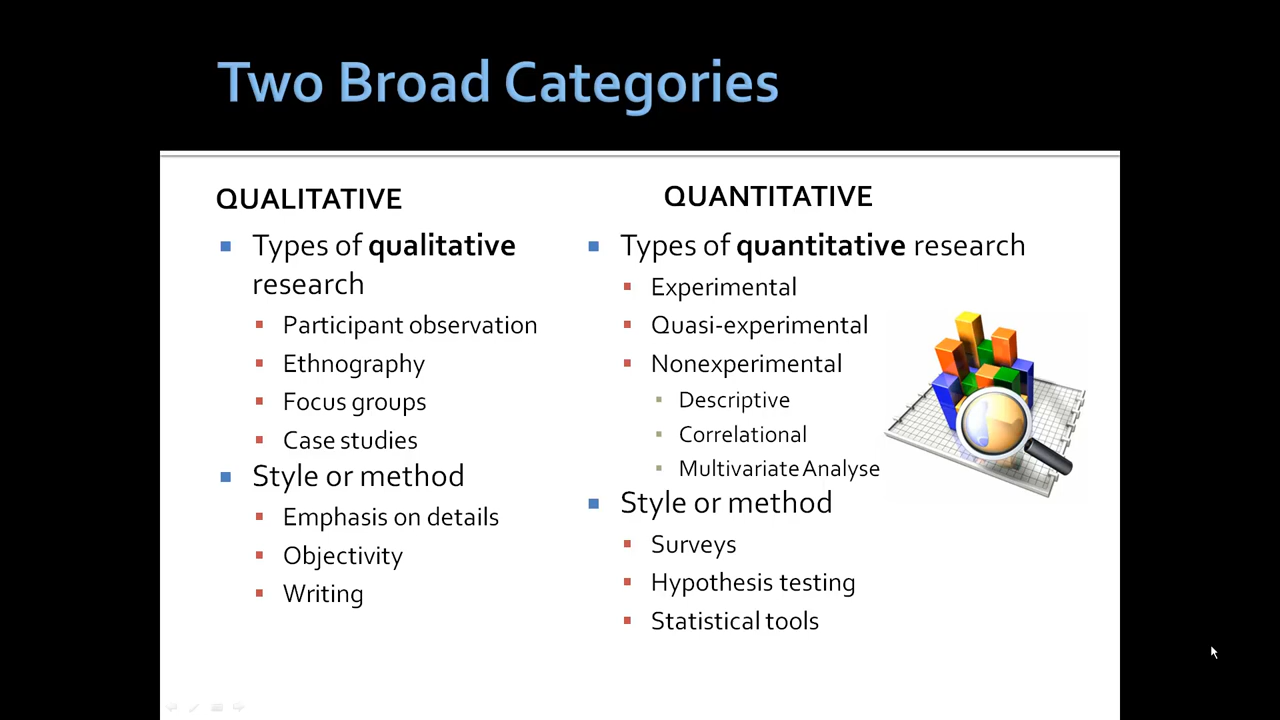 Two Broad Categories
QUALITATIVE
Types of qualitative
research
Participant observation
Ethnography
Focus groups
Case studies
Style or method
Emphasis on details
Objectivity
Writing
QUANTITATIVE
Types of quantitative research
Experimental
Quasi-experimental
Nonexperimental
Descriptive
Correlational
Multivariate Analyse
Style or method
Surveys
Hypothesis testing
Statistical tools